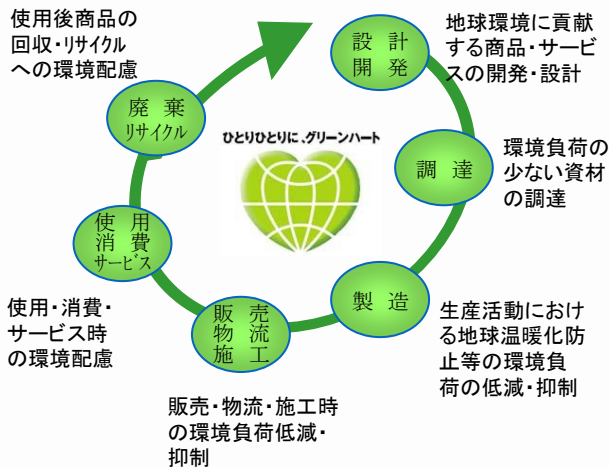 設計
開発
地球環境に貢献
する商品・サービ
スの開発・設計
調達
環境負荷の
少ない資材
の調達
製造
生産活動におけ
る地球温暖化防
止等の環境負
荷の低減・抑制
販売
物流
施工
販売・物流・施工時
の環境負荷低減・
抑制
使用
消費
サービス
使用・消費・
サービス時
の環境配慮
廃棄
リサイクル
使用後商品の
回収・リサイクル
への環境配慮
ひとりひとりに、グリーンハート